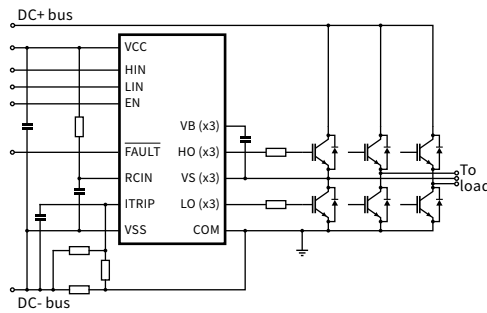 DC+ bus
VCC
HIN
LIN
EN
VB (x3)
FAULT
HO (x3)
RCIN
VS (x3)
To
load
ITRIP
LO (x3)
VSS
COM
DC- bus